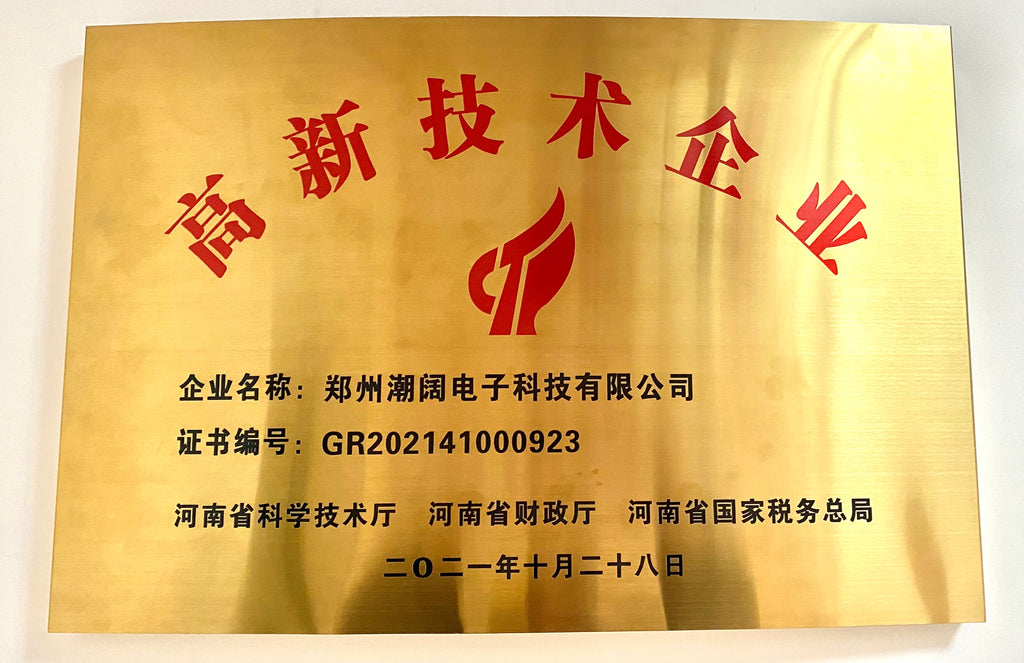 高新技术企业
企业名称：郑州潮阔电子科技有限公司
证书编号：GR202141000923
河南省科学技术厅 河南省财政厅 河南省国家税务总局
二O二一年十月二十八日